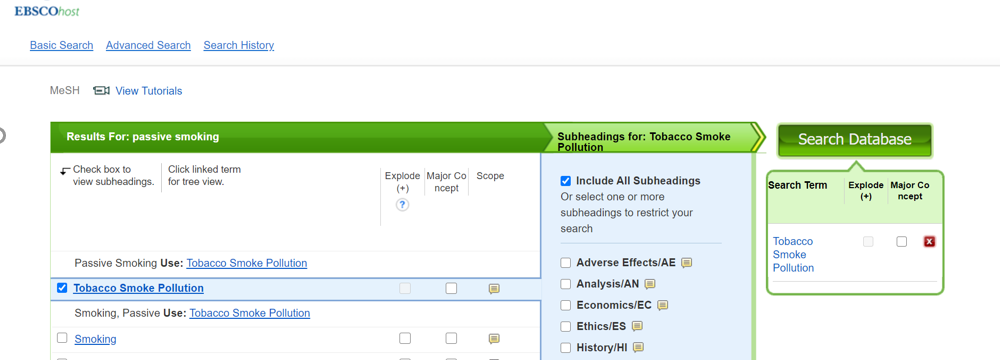 EBSCOhost
Basic Search Advanced Search Search History
MeSH View Tutorials
Results For: passive smoking
Check box to
view subheadings.
Click linked term
for tree view.
Explode
(+)
?
Major Co
ncept
Scope
Passive Smoking Use: Tobacco Smoke Pollution
Tobacco Smoke Pollution
Smoking, Passive Use: Tobacco Smoke Pollution
Smoking
Subheadings for: Tobacco Smoke
Pollution
Include All Subheadings
Or select one or more
subheadings to restrict your
search
Adverse Effects/AE
Analysis/AN
Economics/EC
Ethics/ES
History/HI
Search Database
Search Term
Explode
(+)
Major Co
ncept
Tobacco
Smoke
Pollution